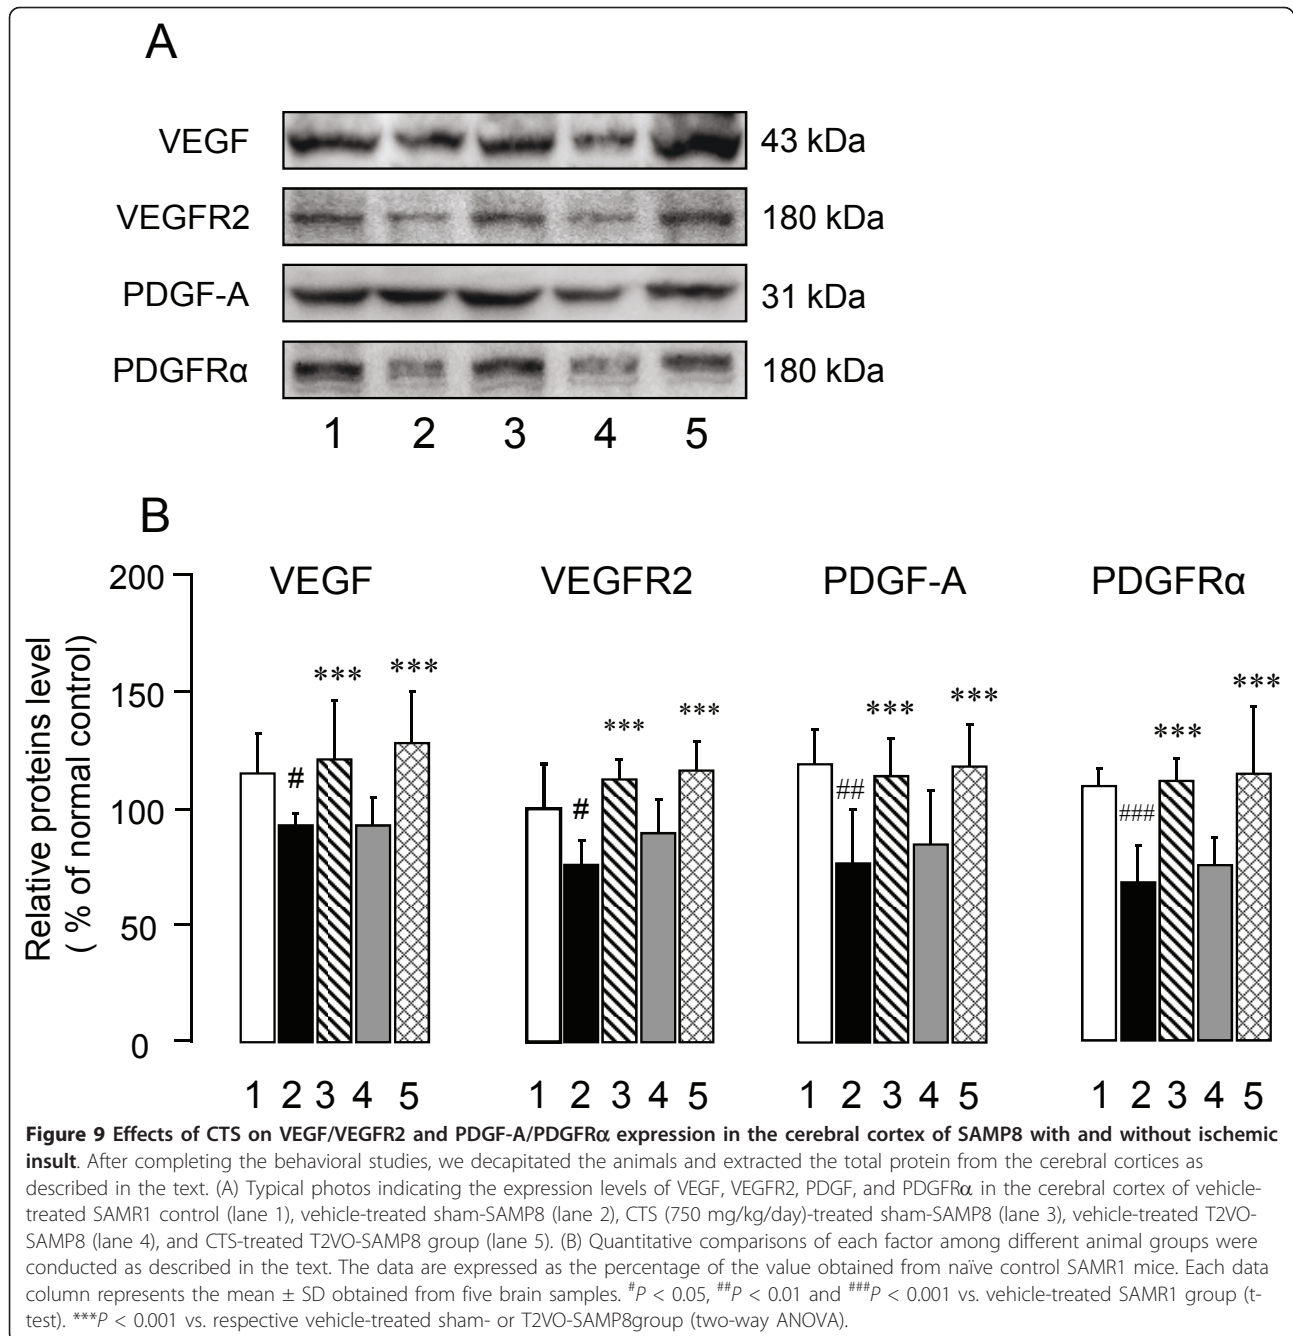 A
VEGF 43 kDa
VEGFR2 180 kDa
PDGF-A 31 kDa
PDGFRα 180 kDa
1 2 3 4 5
B
Relative proteins level
( % of normal control)
200
150
100
50
0
VEGF VEGFR2 PDGF-A PDGFRα
# *** ***
# *** ***
## *** ***
### *** ***
1 2 3 4 5 1 2 3 4 5 1 2 3 4 5 1 2 3 4 5
Figure 9 Effects of CTS on VEGF/VEGFR2 and PDGF-A/PDGFRα expression in the cerebral cortex of SAMP8 with and without ischemic
insult. After completing the behavioral studies, we decapitated the animals and extracted the total protein from the cerebral cortices as
described in the text. (A) Typical photos indicating the expression levels of VEGF, VEGFR2, PDGF, and PDGFRα in the cerebral cortex of vehicle-
treated SAMR1 control (lane 1), vehicle-treated sham-SAMP8 (lane 2), CTS (750 mg/kg/day)-treated sham-SAMP8 (lane 3), vehicle-treated T2VO-
SAMP8 (lane 4), and CTS-treated T2VO-SAMP8 group (lane 5). (B) Quantitative comparisons of each factor among different animal groups were
conducted as described in the text. The data are expressed as the percentage of the value obtained from naïve control SAMR1 mice. Each data
column represents the mean ± SD obtained from five brain samples. #P < 0.05, ##P < 0.01 and ###P < 0.001 vs. vehicle-treated SAMR1 group (t-
test). ***P < 0.001 vs. respective vehicle-treated sham- or T2VO-SAMP8group (two-way ANOVA).